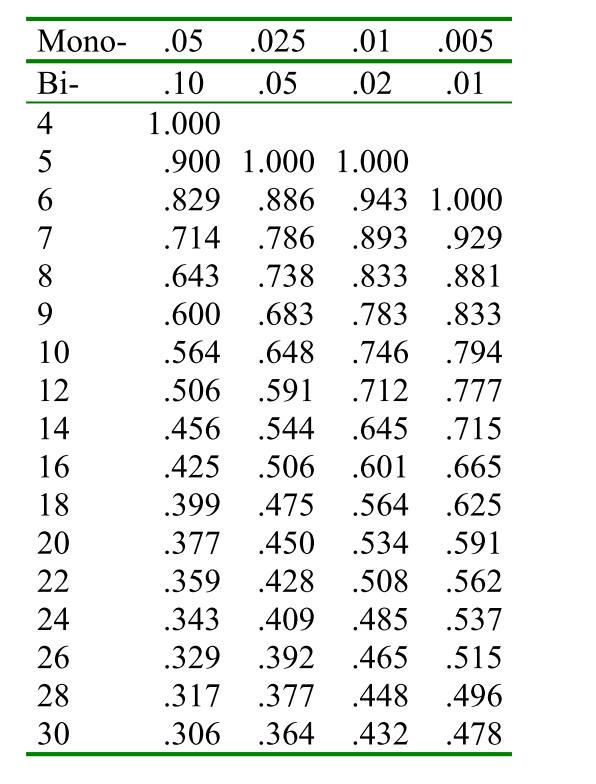 Mono- .05 .025 .01 .005
Bi- .10 .05 .02 .01
4 1.000
5 .900 1.000 1.000
6 .829 .886 .943 1.000
7 .714 .786 .893 .929
8 .643 .738 .833 .881
9 .600 .683 .783 .833
10 .564 .648 .746 .794
12 .506 .591 .712 .777
14 .456 .544 .645 .715
16 .425 .506 .601 .665
18 .399 .475 .564 .625
20 .377 .450 .534 .591
22 .359 .428 .508 .562
24 .343 .409 .485 .537
26 .329 .392 .465 .515
28 .317 .377 .448 .496
30 .306 .364 .432 .478